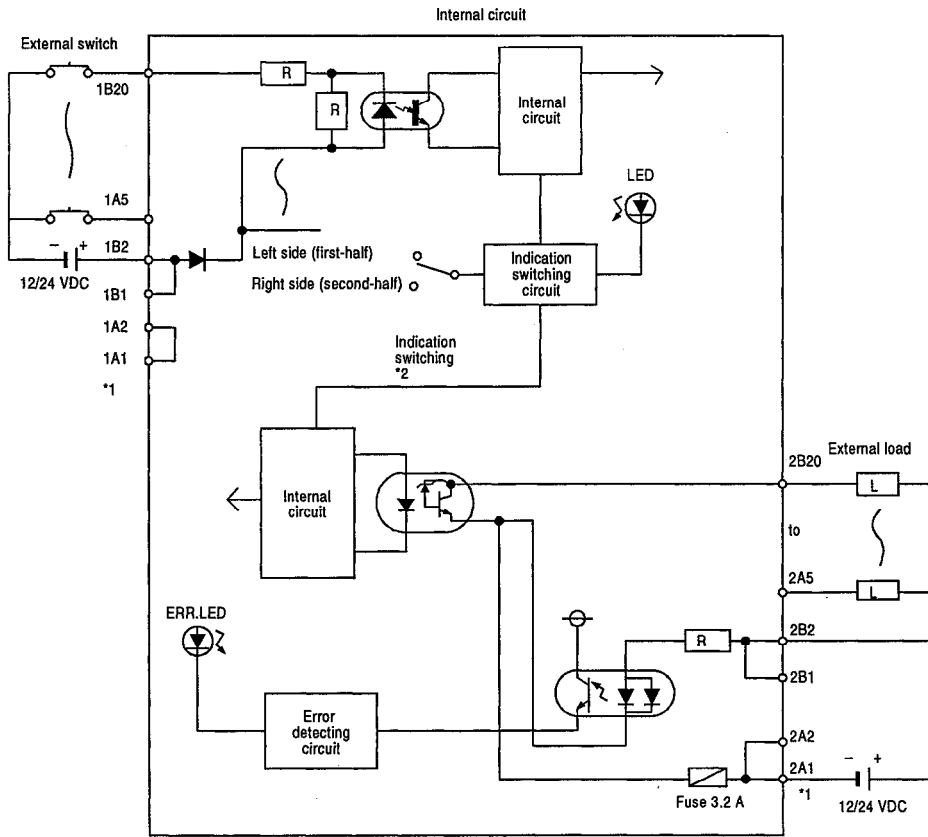 Internal circuit
External switch
1B20
R
R
Internal
circuit
1A5
LED
− +
1B2
12/24 VDC
Left side (first-half)
Right side (second-half)
Indication
switching
circuit
1B1
1A2
1A1
*1
Indication
switching
*2
2B20
External load
L
Internal
circuit
to
2A5
L
ERR.LED
R
2B2
2B1
Error
detecting
circuit
2A2
2A1
*1
− +
Fuse 3.2 A
12/24 VDC